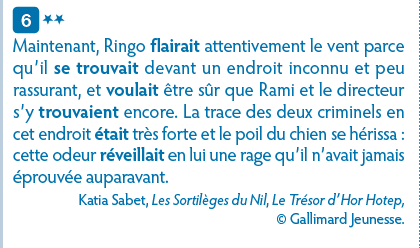 6 **
Maintenant, Ringo flairait attentivement le vent parce
qu'il se trouvait devant un endroit inconnu et peu
rassurant, et voulait être sûr que Rami et le directeur
s'y trouvaient encore. La trace des deux criminels en
cet endroit était très forte et le poil du chien se hérissa :
cette odeur réveillait en lui une rage qu'il n'avait jamais
éprouvée auparavant.
Katia Sabet, Les Sortilèges du Nil, Le Trésor d'Hor Hotep,
© Gallimard Jeunesse.